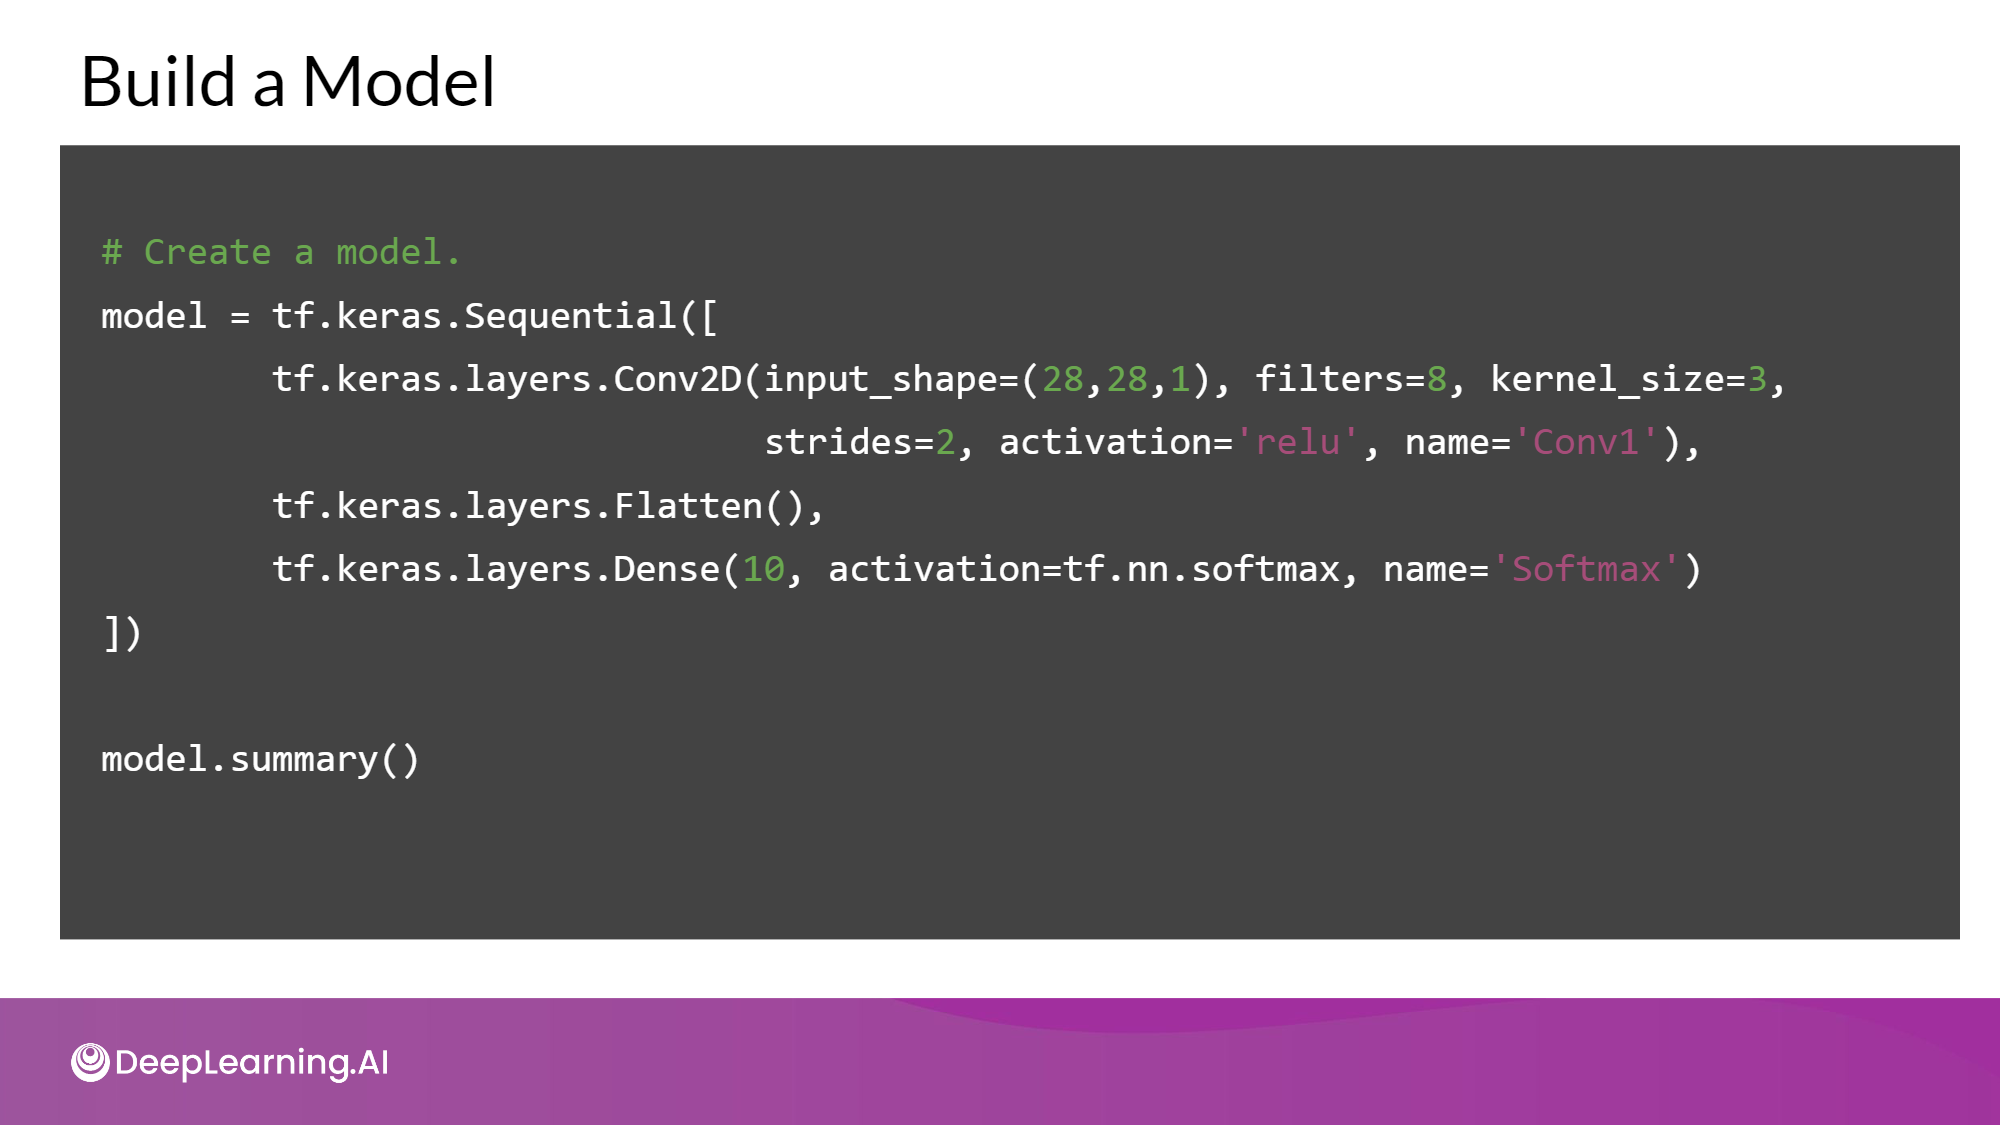 Build a Model
# Create a model.
model = tf.keras.Sequential([
        tf.keras.layers.Conv2D(input_shape=(28,28,1), filters=8, kernel_size=3,
                               strides=2, activation='relu', name='Conv1'),
        tf.keras.layers.Flatten(),
        tf.keras.layers.Dense(10, activation=tf.nn.softmax, name='Softmax')
])
model.summary()
DeepLearning.AI